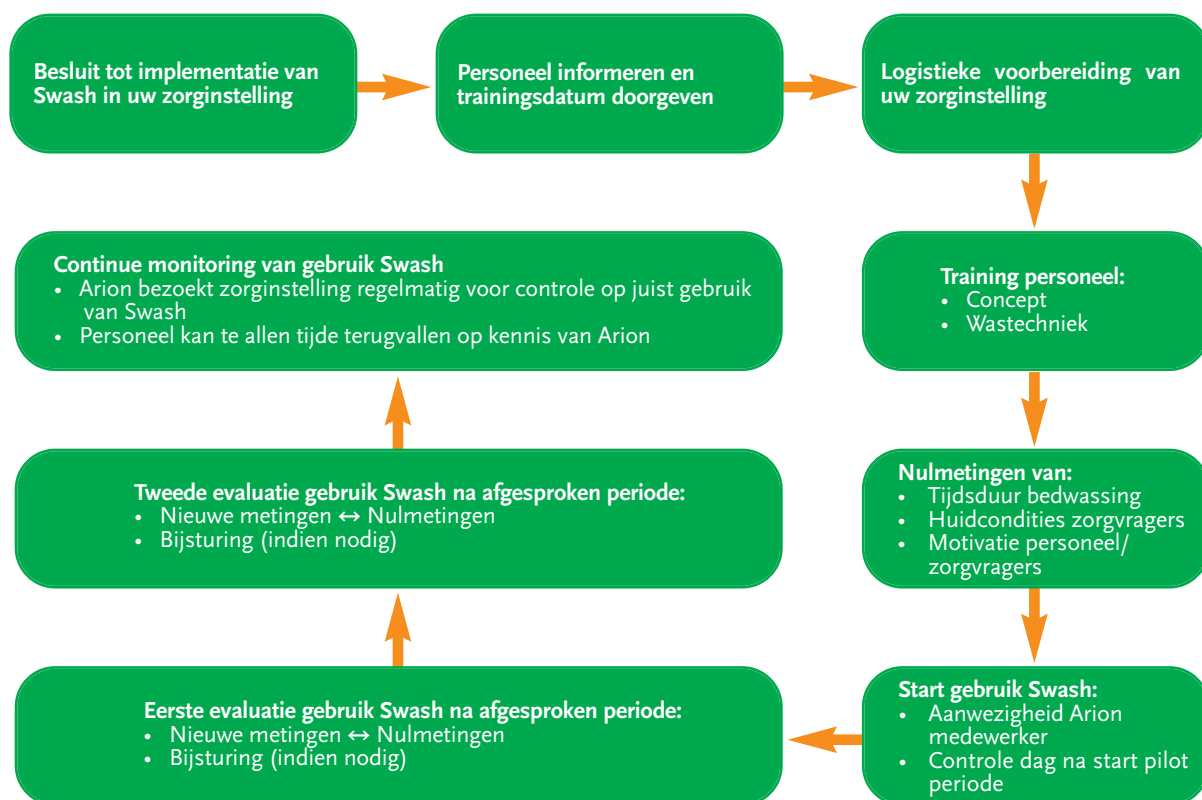 Besluit tot implementatie van
Swash in uw zorginstelling
Personeel informeren en
trainingsdatum doorgeven
Logistieke voorbereiding van
uw zorginstelling
Training personeel:
• Concept
• Wastechniek
Nulmetingen van:
• Tijdsduur bedwassing
• Huidcondities zorgvragers
• Motivatie personeel/
zorgvragers
Start gebruik Swash:
• Aanwezigheid Arion
medewerker
• Controle dag na start pilot
periode
Eerste evaluatie gebruik Swash na afgesproken periode:
• Nieuwe metingen ↔ Nulmetingen
• Bijsturing (indien nodig)
Tweede evaluatie gebruik Swash na afgesproken periode:
• Nieuwe metingen ↔ Nulmetingen
• Bijsturing (indien nodig)
Continue monitoring van gebruik Swash
• Arion bezoekt zorginstelling regelmatig voor controle op juist gebruik
van Swash
• Personeel kan te allen tijde terugvallen op kennis van Arion